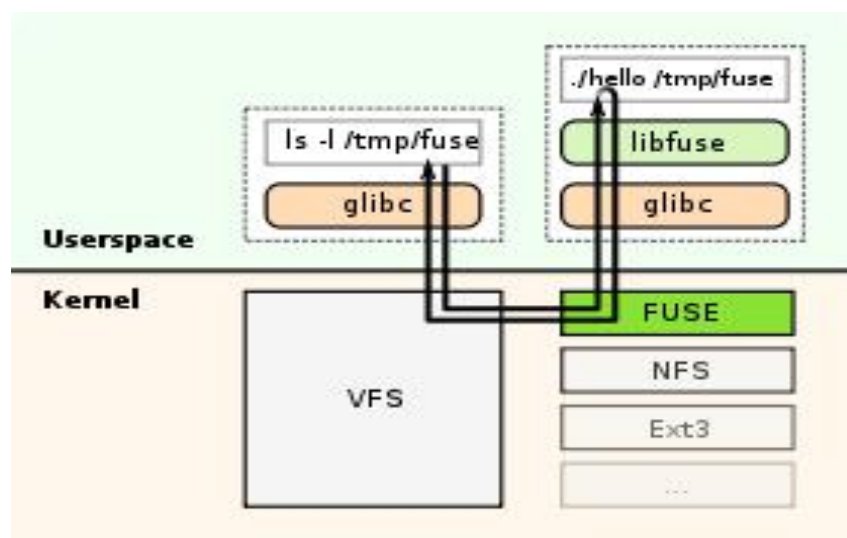 ./hello /tmp/fuse
ls -l /tmp/fuse
libfuse
glibc
glibc
Userspace
Kernel
FUSE
NFS
VFS
Ext3
...